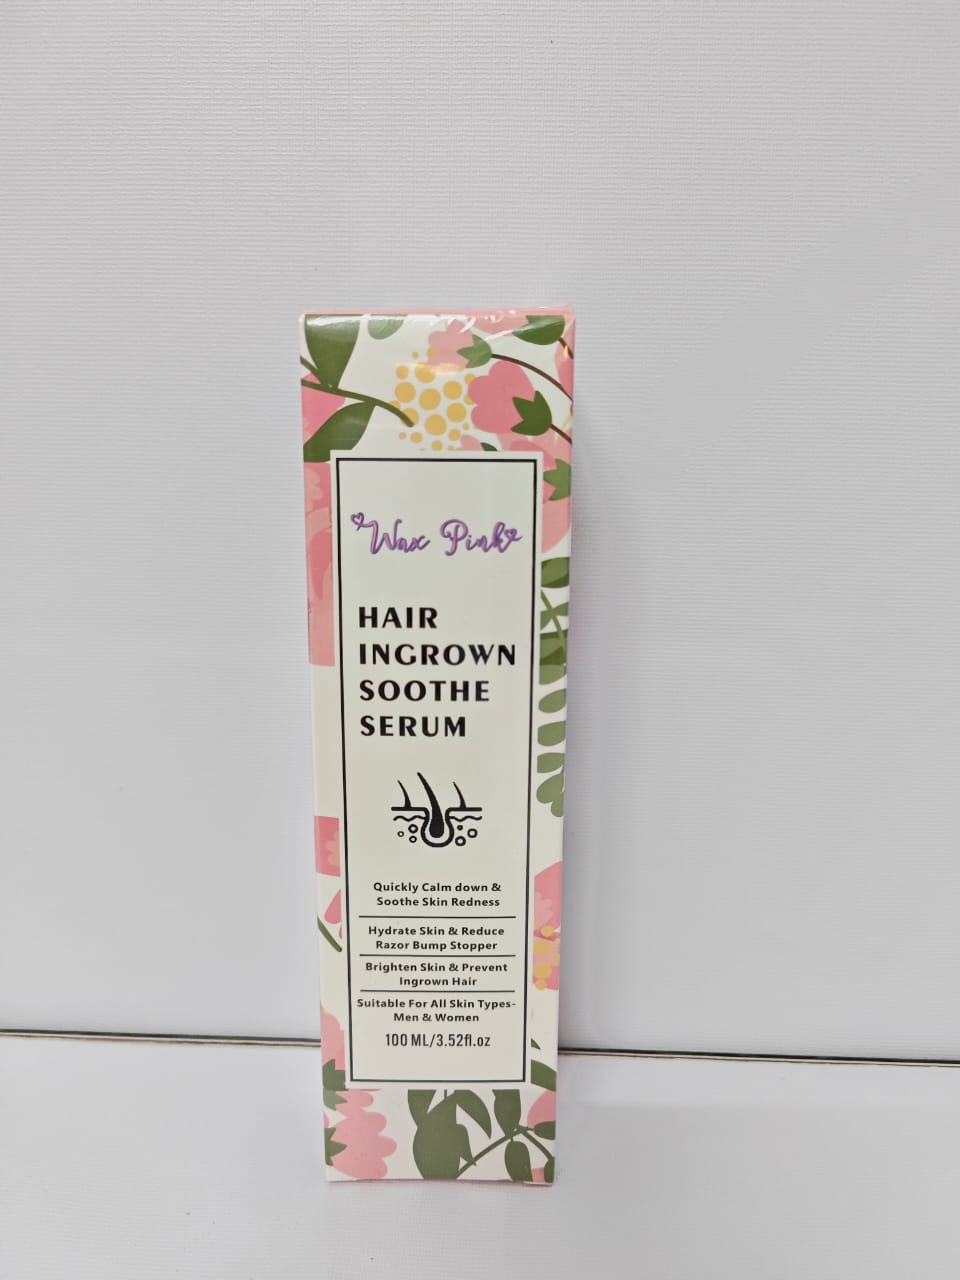 Wax Pink
HAIR
INGROWN
SOOTHE
SERUM
Quickly Calm down &
Soothe Skin Redness
Hydrate Skin & Reduce
Razor Bump Stopper
Brighten Skin & Prevent
Ingrown Hair
Suitable For All Skin Types-
Men & Women
100 ML/3.52fl.oz